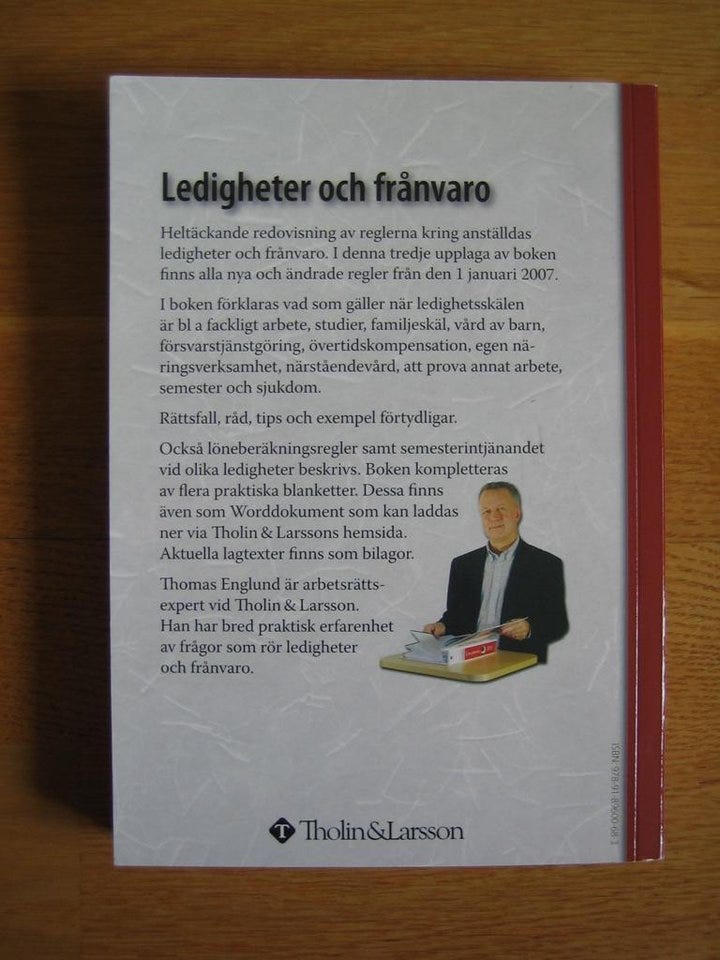 Ledigheter och frånvaro
Heltäckande redovisning av reglerna kring anställdas
ledigheter och frånvaro. I denna tredje upplaga av boken
finns alla nya och ändrade regler från den 1 januari 2007.
I boken förklaras vad som gäller när ledighetsskälen
är bl a fackligt arbete, studier, familjeskäl, vård av barn,
försvarstjänstgöring, övertidskompensation, egen nä-
ringsverksamhet, närståendevård, att prova annat arbete,
semester och sjukdom.
Rättsfall, råd, tips och exempel förtydligar.
Också löneberäkningsregler samt semesterintjänandet
vid olika ledigheter beskrivs. Boken kompletteras
av flera praktiska blanketter. Dessa finns
även som Worddokument som kan laddas
ner via Tholin & Larssons hemsida.
Aktuella lagtexter finns som bilagor.
Thomas Englund är arbetsrätts-
expert vid Tholin & Larsson.
Han har bred praktisk erfarenhet
av frågor som rör ledigheter
och frånvaro.
ISBN: 978-91-89600-68-3
T Tholin&Larsson